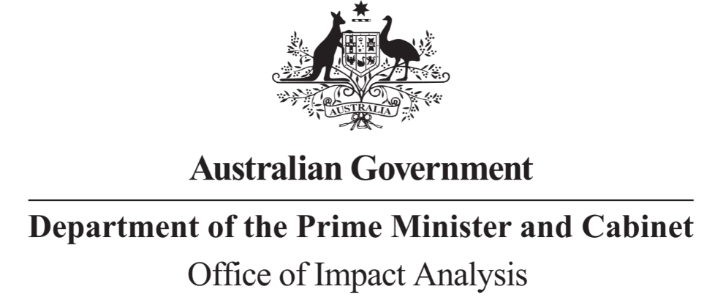 AUSTRALIA
Australian Government
Department of the Prime Minister and Cabinet
Office of Impact Analysis